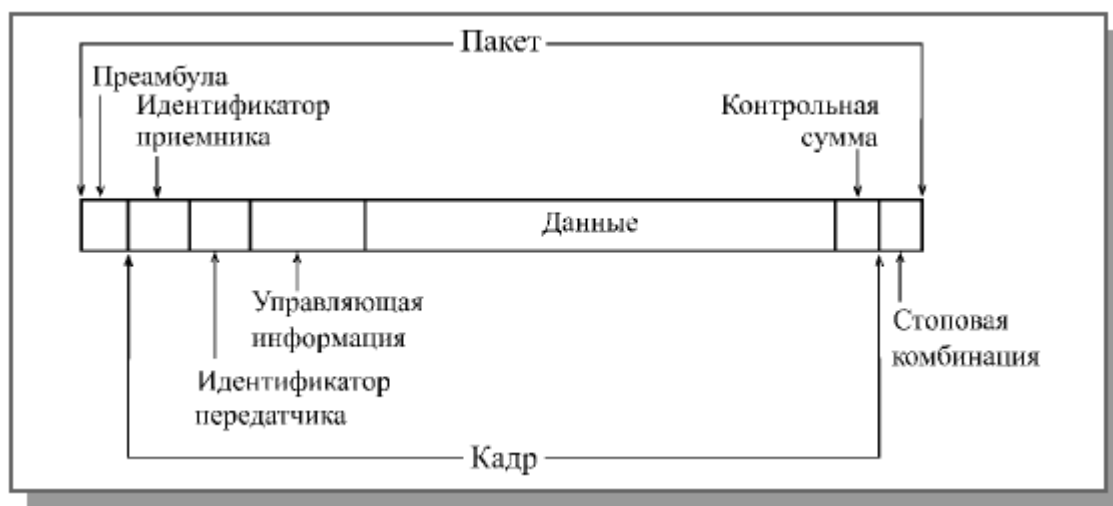 Пакет
Преамбула
Идентификатор
приемника
Контрольная
сумма
Данные
Управляющая
информация
Стоповая
комбинация
Идентификатор
передатчика
Кадр